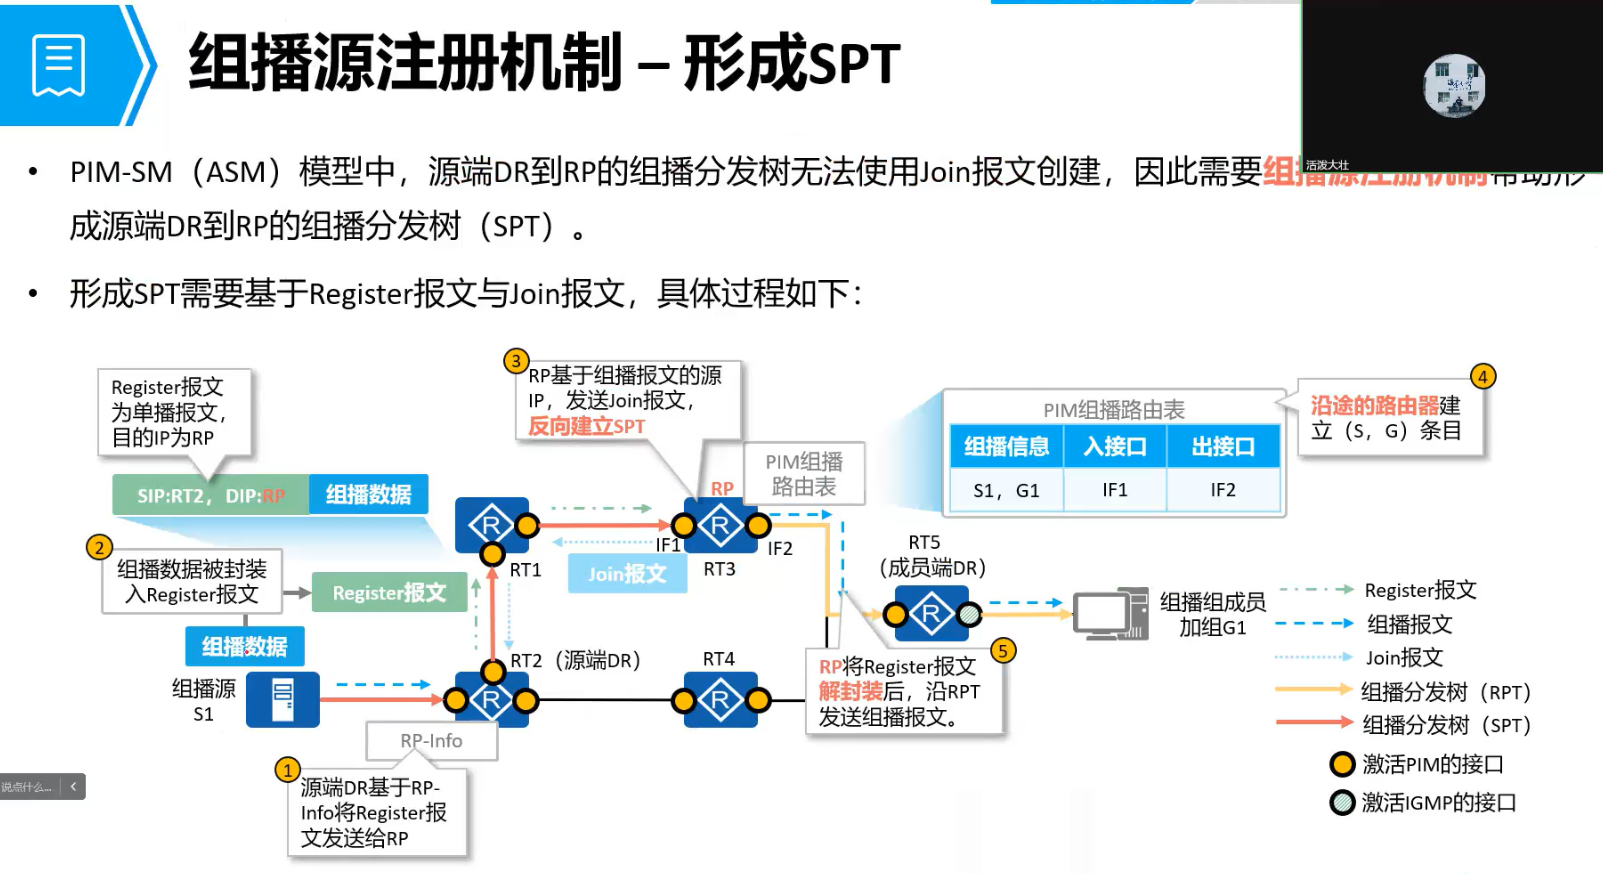 组播源注册机制 – 形成SPT
活泼大壮
• PIM-SM（ASM）模型中，源端DR到RP的组播分发树无法使用Join报文创建，因此需要组播源注册机制帮助形
成源端DR到RP的组播分发树（SPT）。
• 形成SPT需要基于Register报文与Join报文，具体过程如下：
Register报文
为单播报文，
目的IP为RP
SIP:RT2，DIP:RP
组播数据
2
组播数据被封装
入Register报文
Register报文
组播数据
组播源
S1
RP-Info
1
源端DR基于RP-
Info将Register报
文发送给RP
3
RP基于组播报文的源
IP，发送Join报文，
反向建立SPT
PIM组播
路由表
RP
R
RT1
R
IF1
IF2
RT3
Join报文
R
RT2（源端DR）
R
RT4
PIM组播路由表
组播信息 入接口 出接口
S1，G1 IF1 IF2
4
沿途的路由器建
立（S，G）条目
RT5
（成员端DR）
R
组播组成员
加组G1
5
RP将Register报文
解封装后，沿RPT
发送组播报文。
Register报文
组播报文
Join报文
组播分发树（RPT）
组播分发树（SPT）
激活PIM的接口
激活IGMP的接口
说点什么...